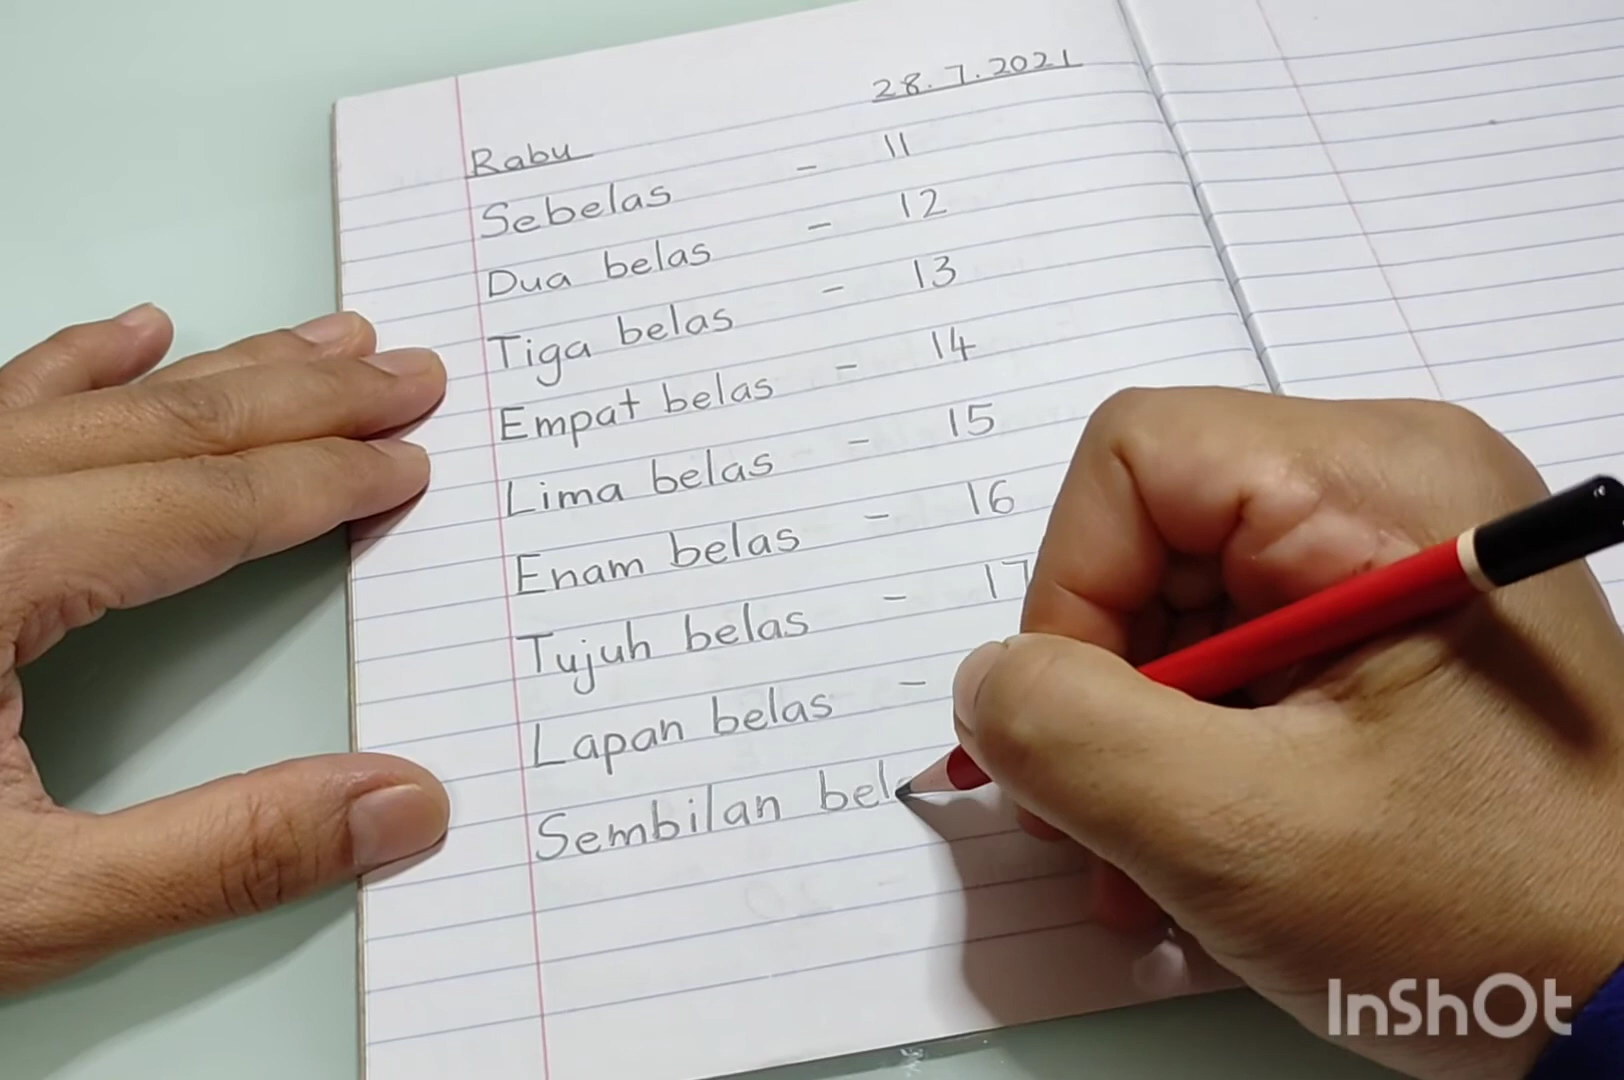 28.7.2021
Rabu
Sebelas - 11
Dua belas - 12
Tiga belas - 13
Empat belas - 14
Lima belas - 15
Enam belas - 16
Tujuh belas - 17
Lapan belas -
Sembilan bel
InShOt